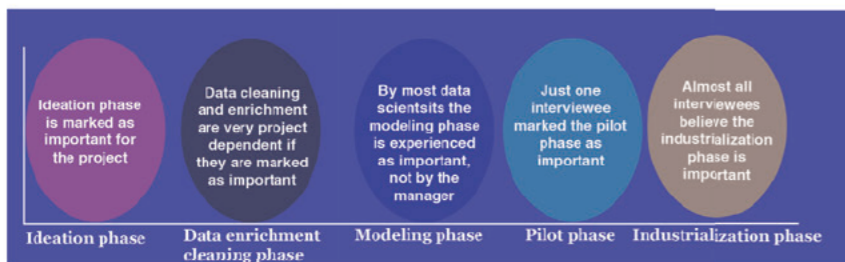 Ideation phase
is marked as
important for
the project
Data cleaning
and enrichment
are very project
dependent if
they are marked
as important
By most data
scientsits the
modeling phase
is experienced
as important,
not by the
manager
Just one
interviewee
marked the pilot
phase as
important
Almost all
interviewees
believe the
industrialization
phase is
important
Ideation phase
Data enrichment
cleaning phase
Modeling phase
Pilot phase
Industrialization phase